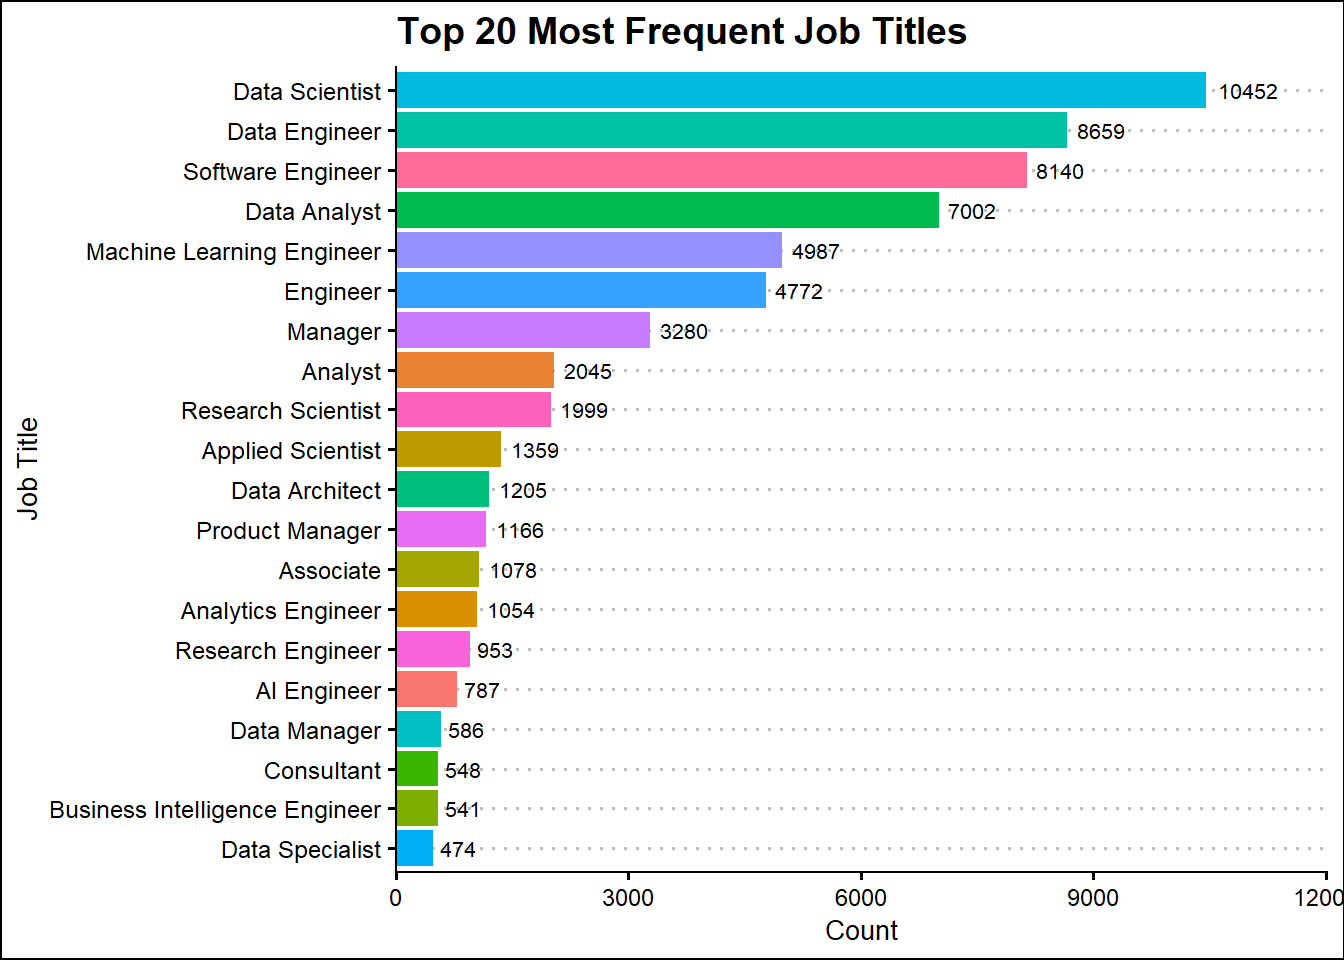 Top 20 Most Frequent Job Titles
Data Scientist 10452
Data Engineer 8659
Software Engineer 8140
Data Analyst 7002
Machine Learning Engineer 4987
Engineer 4772
Manager 3280
Analyst 2045
Research Scientist 1999
Applied Scientist 1359
Data Architect 1205
Product Manager 1166
Associate 1078
Analytics Engineer 1054
Research Engineer 953
AI Engineer 787
Data Manager 586
Consultant 548
Business Intelligence Engineer 541
Data Specialist 474
Job Title
0 3000 6000 9000 1200
Count